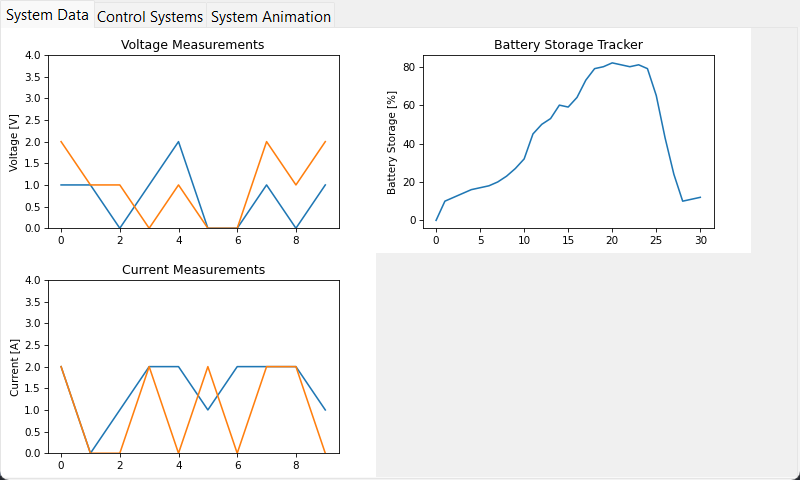 System Data Control Systems System Animation
Voltage Measurements
4.0
3.5
3.0
2.5
2.0
1.5
1.0
0.5
0.0
Voltage [V]
0 2 4 6 8
Battery Storage Tracker
80
60
40
20
0
Battery Storage [%]
0 5 10 15 20 25 30
Current Measurements
4.0
3.5
3.0
2.5
2.0
1.5
1.0
0.5
0.0
Current [A]
0 2 4 6 8